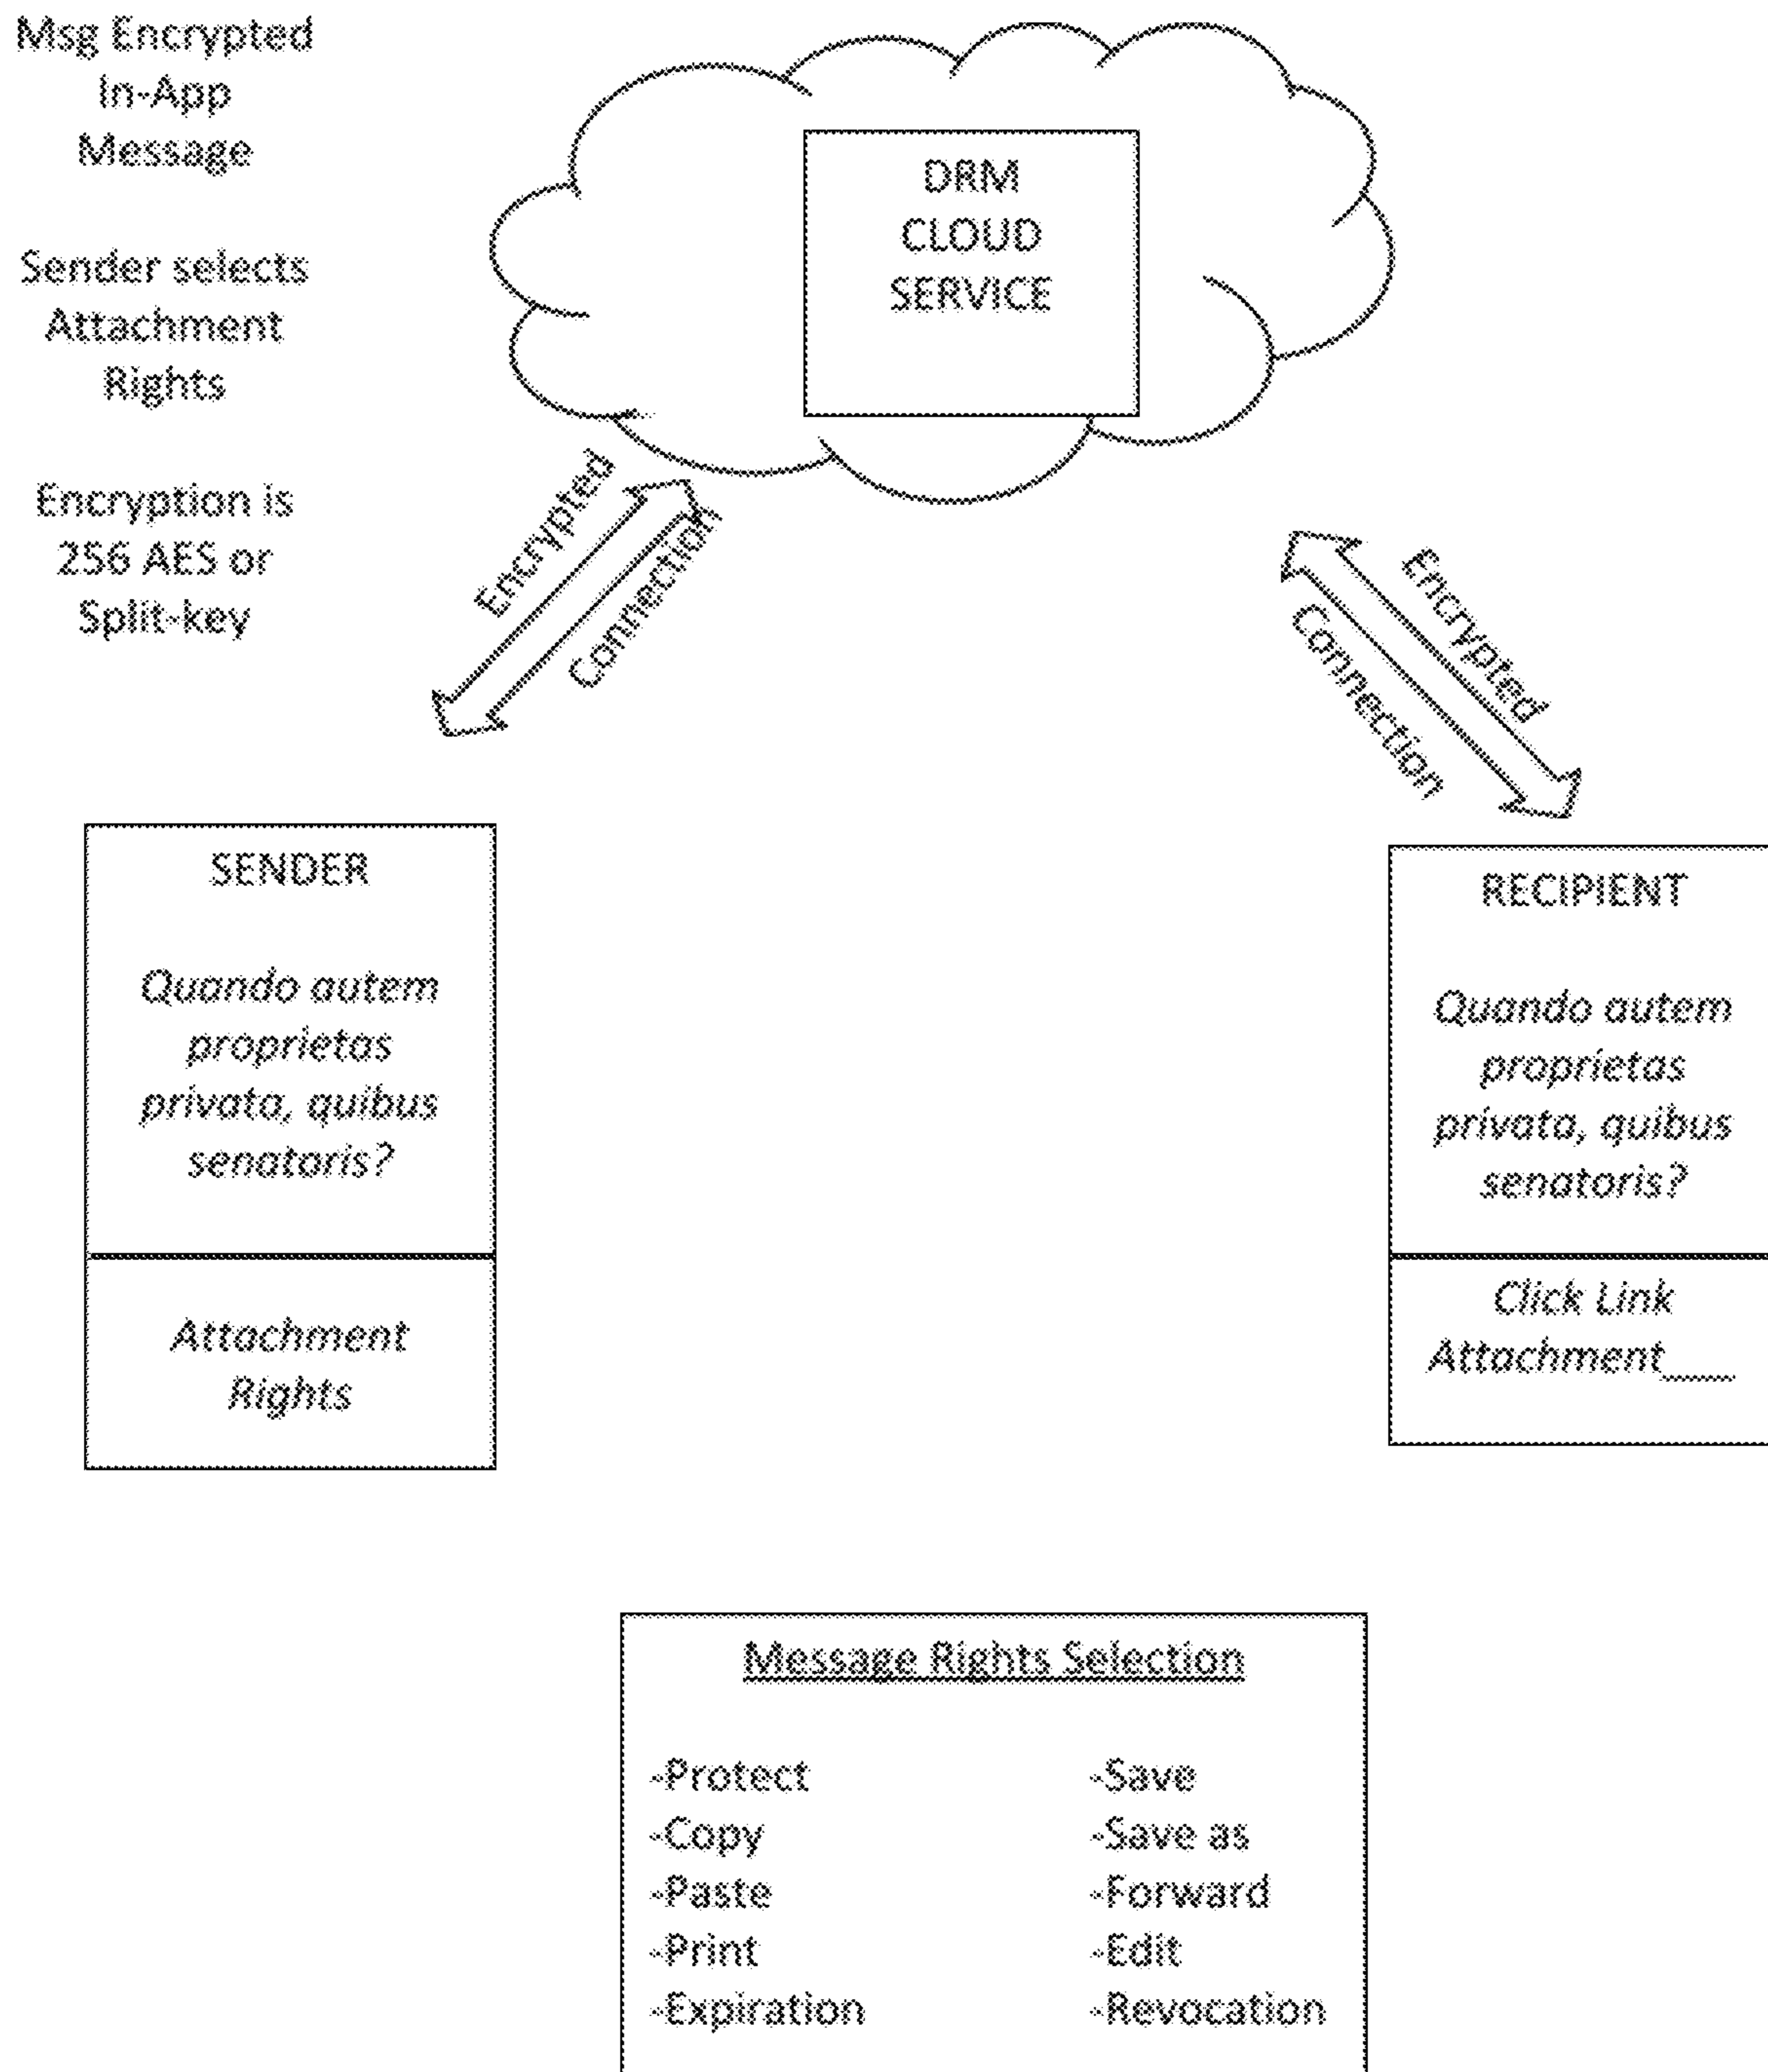 Msg Encrypted
In-App
Message
Sender selects
Attachment
Rights
Encryption is
256 AES or
Split-key
DRM
CLOUD
SERVICE
Encrypted
Connection
Encrypted
Connection
SENDER
Quando autem
proprietas
privata, quibus
senatoris?
Attachment
Rights
RECIPIENT
Quando autem
proprietas
privata, quibus
senatoris?
Click Link
Attachment____
Message Rights Selection
-Protect
-Copy
-Paste
-Print
-Expiration
-Save
-Save as
-Forward
-Edit
-Revocation